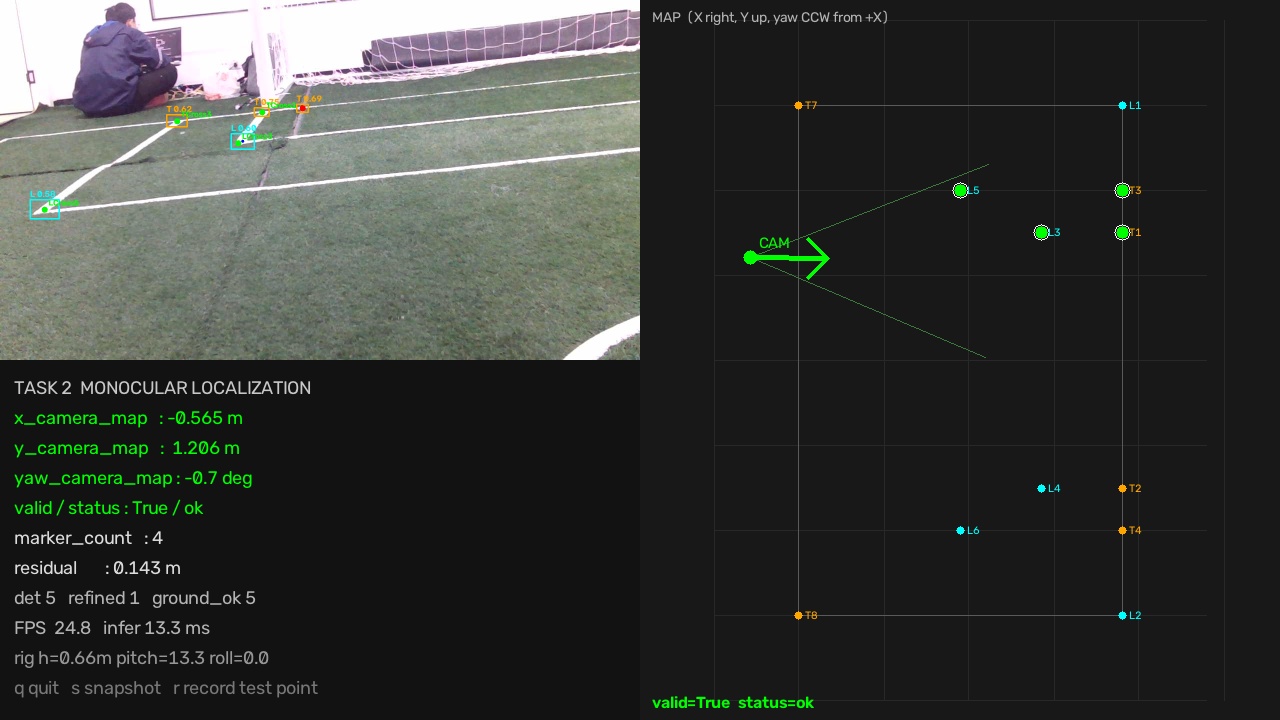 MAP (X right, Y up, yaw CCW from +X)
T7
L1
T 0.62
T 0.69
L 0.58
L5
T3
L3
T1
CAM
TASK 2 MONOCULAR LOCALIZATION
x_camera_map : -0.565 m
y_camera_map : 1.206 m
yaw_camera_map : -0.7 deg
valid / status : True / ok
marker_count : 4
residual : 0.143 m
det 5 refined 1 ground_ok 5
FPS 24.8 infer 13.3 ms
rig h=0.66m pitch=13.3 roll=0.0
q quit s snapshot r record test point
L4
T2
L6
T4
T8
L2
valid=True status=ok